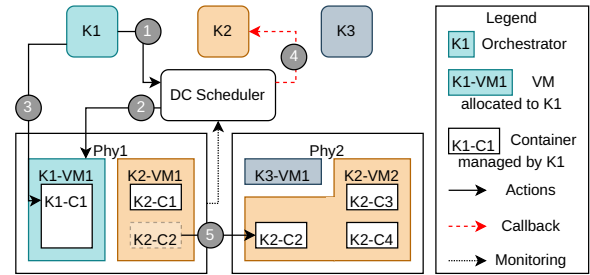 K1
1
K2
K3
4
3
2
DC Scheduler
Phy1
K1-VM1
K1-C1
K2-VM1
K2-C1
K2-C2
5
Phy2
K3-VM1
K2-VM2
K2-C3
K2-C2
K2-C4
Legend
K1 Orchestrator
K1-VM1 VM
allocated to K1
K1-C1 Container
managed by K1
Actions
Callback
Monitoring